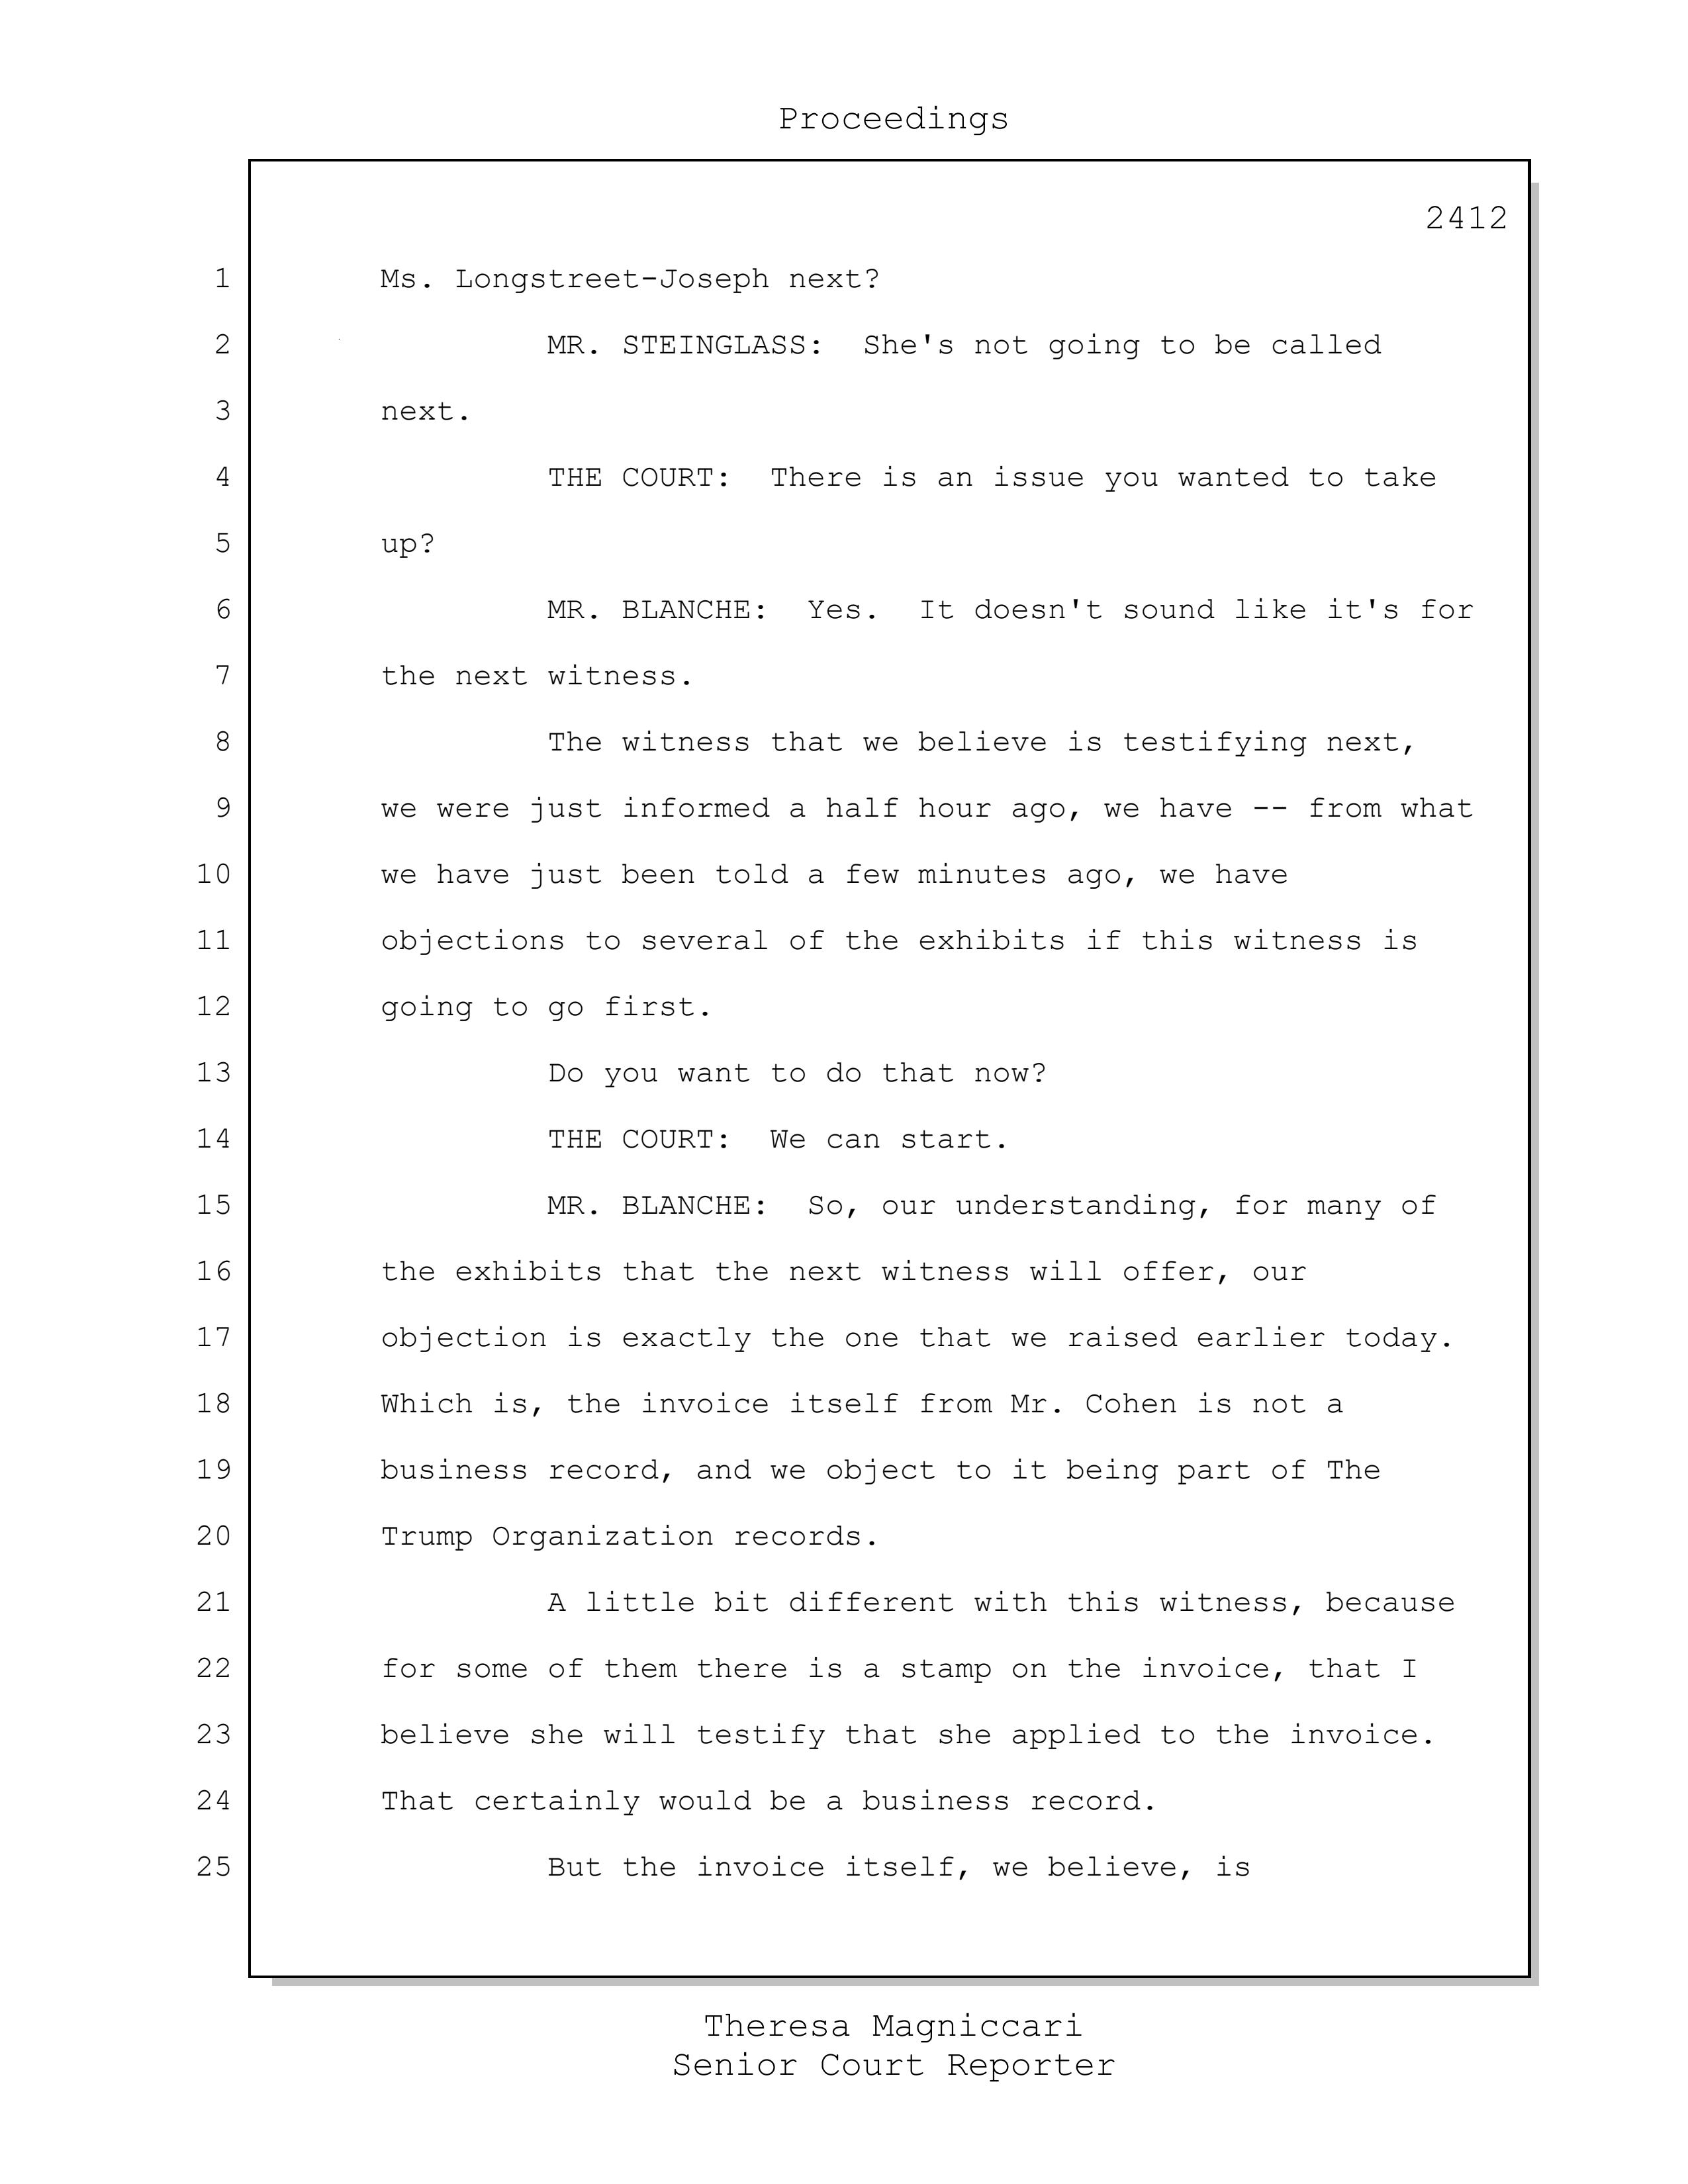 Proceedings
2412
1 Ms. Longstreet-Joseph next?
2 MR. STEINGLASS: She's not going to be called
3 next.
4 THE COURT: There is an issue you wanted to take
5 up?
6 MR. BLANCHE: Yes. It doesn't sound like it's for
7 the next witness.
8 The witness that we believe is testifying next,
9 we were just informed a half hour ago, we have -- from what
10 we have just been told a few minutes ago, we have
11 objections to several of the exhibits if this witness is
12 going to go first.
13 Do you want to do that now?
14 THE COURT: We can start.
15 MR. BLANCHE: So, our understanding, for many of
16 the exhibits that the next witness will offer, our
17 objection is exactly the one that we raised earlier today.
18 Which is, the invoice itself from Mr. Cohen is not a
19 business record, and we object to it being part of The
20 Trump Organization records.
21 A little bit different with this witness, because
22 for some of them there is a stamp on the invoice, that I
23 believe she will testify that she applied to the invoice.
24 That certainly would be a business record.
25 But the invoice itself, we believe, is
Theresa Magniccari
Senior Court Reporter